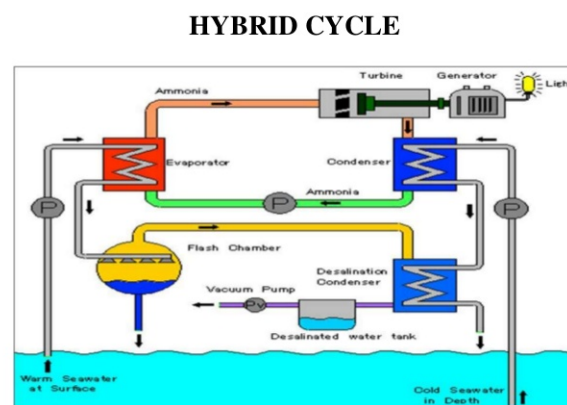 HYBRID CYCLE
Turbine
Generator
Ammonia
Light
Evaporator
Condenser
P
Ammonia
P
P
Flash Chamber
Desalination
Condenser
Vacuum Pump
Pv
Desalinated water tank
Warm Seawater
at Surface
Cold Seawater
in Depth